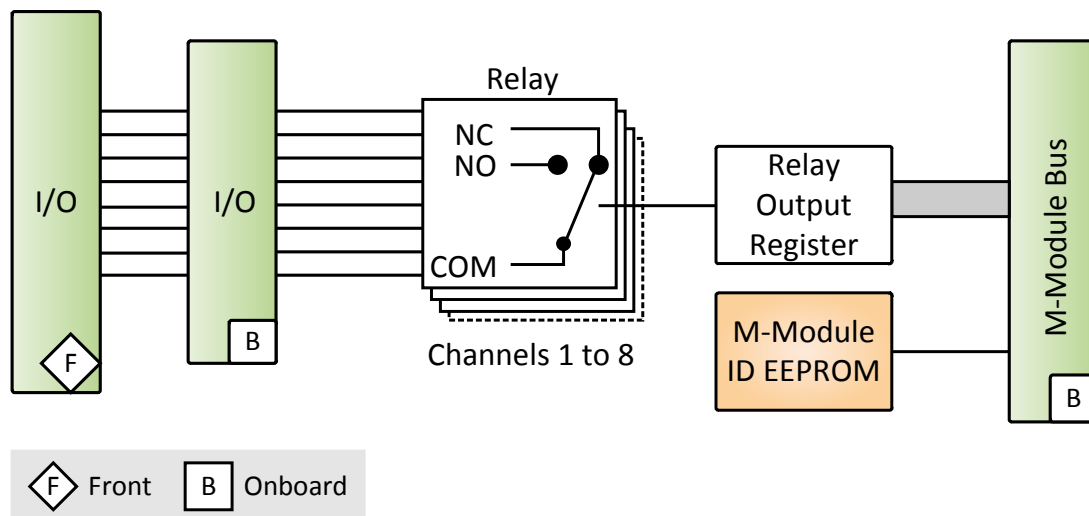 I/O
F
I/O
B
Relay
NC
NO
COM
Channels 1 to 8
Relay
Output
Register
M-Module
ID EEPROM
M-Module Bus
B
F Front
B Onboard